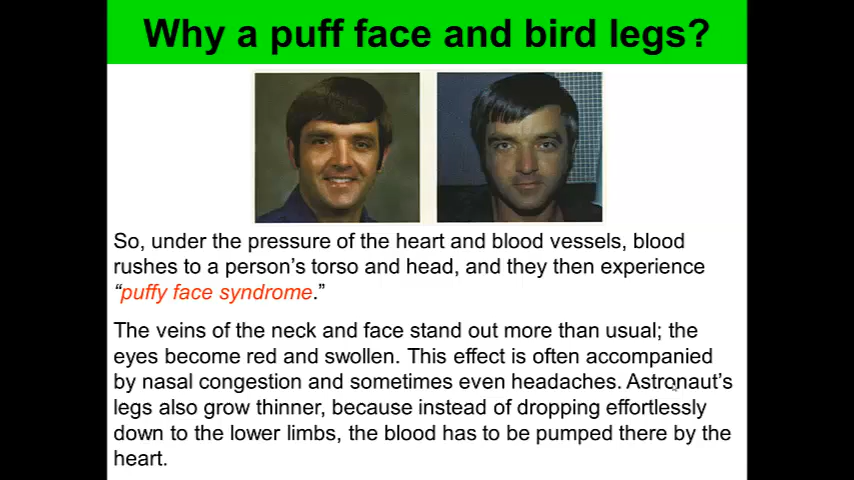 Why a puff face and bird legs?
So, under the pressure of the heart and blood vessels, blood
rushes to a person's torso and head, and they then experience
“puffy face syndrome.”
The veins of the neck and face stand out more than usual; the
eyes become red and swollen. This effect is often accompanied
by nasal congestion and sometimes even headaches. Astronaut's
legs also grow thinner, because instead of dropping effortlessly
down to the lower limbs, the blood has to be pumped there by the
heart.